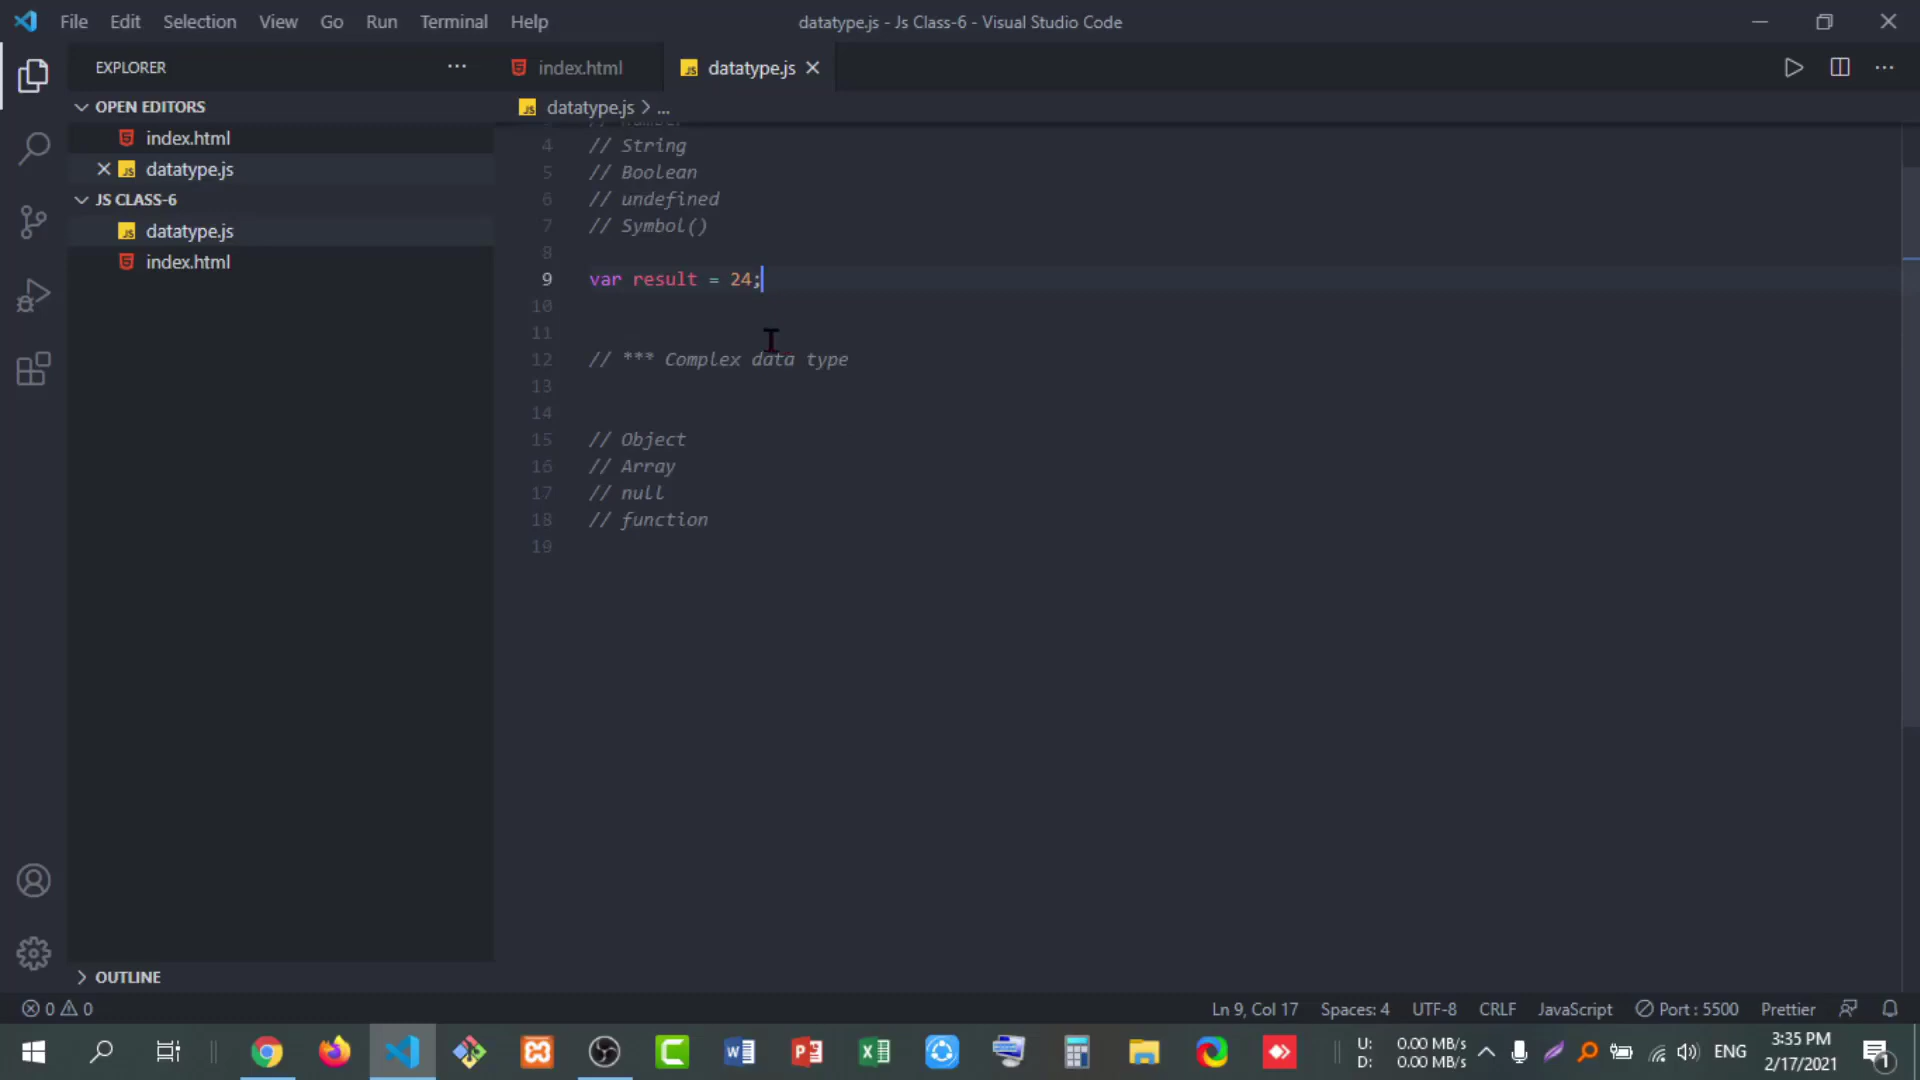 File Edit Selection View Go Run Terminal Help
datatype.js - Js Class-6 - Visual Studio Code
EXPLORER
index.html
datatype.js
OPEN EDITORS
index.html
datatype.js
JS CLASS-6
datatype.js
index.html
OUTLINE
datatype.js > ...
4 // String
5 // Boolean
6 // undefined
7 // Symbol()
8
9 var result = 24;
10
11
12 // *** Complex data type
13
14
15 // Object
16 // Array
17 // null
18 // function
19
0 0
Ln 9, Col 17 Spaces: 4 UTF-8 CRLF JavaScript Port : 5500 Prettier
U: 0.00 MB/s
D: 0.00 MB/s
ENG
3:35 PM
2/17/2021
1